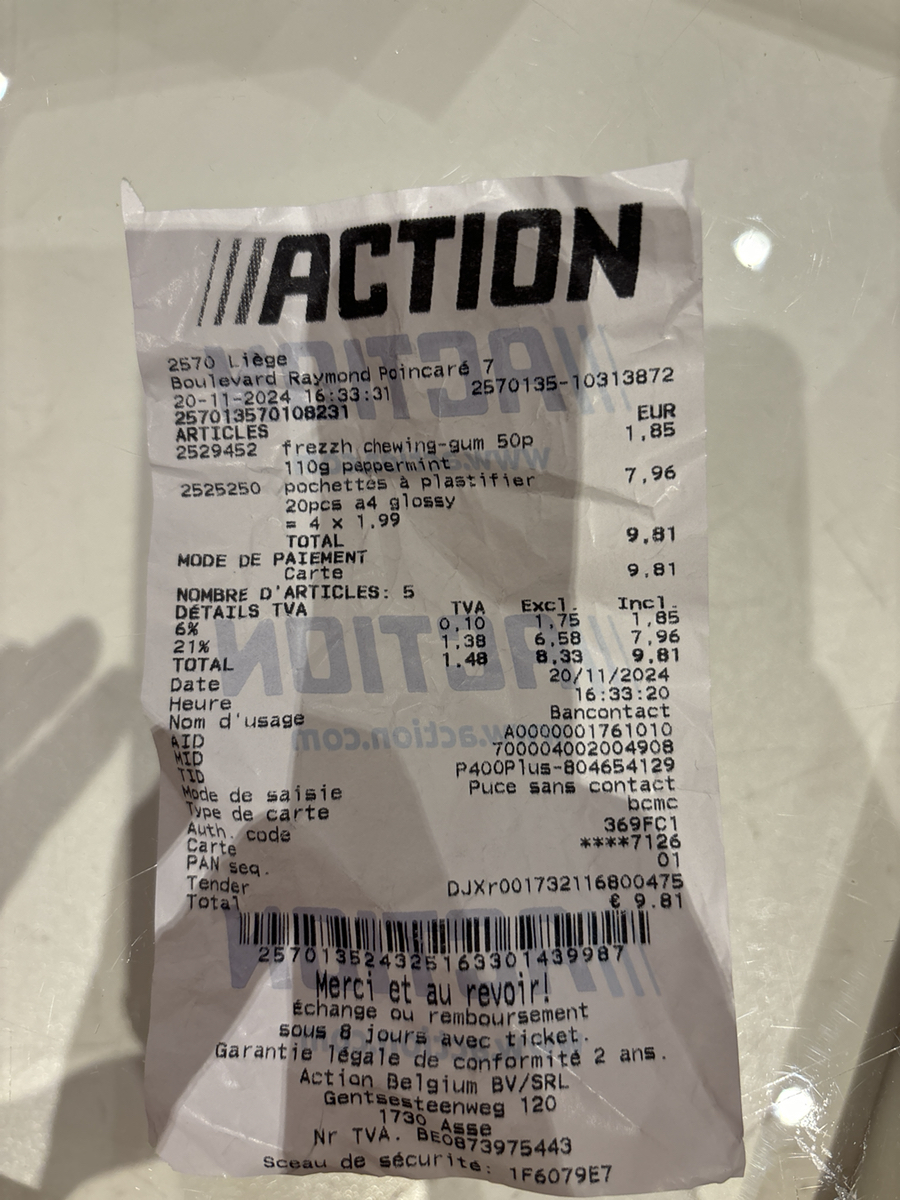 ACTION
2570 Liège
Boulevard Raymond Poincaré 7
20-11-2024 16:33:31 2570135-10313872
257013570108231 EUR
ARTICLES 1,85
2529452 frezzh chewing-gum 50p
110g peppermint 7,96
2525250 pochettes à plastifier
20pcs a4 glossy
= 4 x 1,99
TOTAL 9,81
MODE DE PAIEMENT
Carte 9,81
NOMBRE D'ARTICLES: 5
DÉTAILS TVA TVA Excl. Incl.
6% 0,10 1,75 1,85
21% 1,38 6,58 7,96
TOTAL 1,48 8,33 9,81
Date 20/11/2024
Heure 16:33:20
Nom d'usage Bancontact
AID A0000001761010
MID 700004002004908
TID P400Plus-804654129
Mode de saisie Puce sans contact
Type de carte bcmc
Auth. code 369FC1
Carte ****7126
PAN seq. 01
Tender DJXr001732116800475
Total € 9.81
257013524325163301439987
Merci et au revoir!
Échange ou remboursement
sous 8 jours avec ticket.
Garantie légale de conformité 2 ans.
Action Belgium BV/SRL
Gentsesteenweg 120
1730 Asse
Nr TVA. BE0873975443
Sceau de sécurité: 1F6079E7